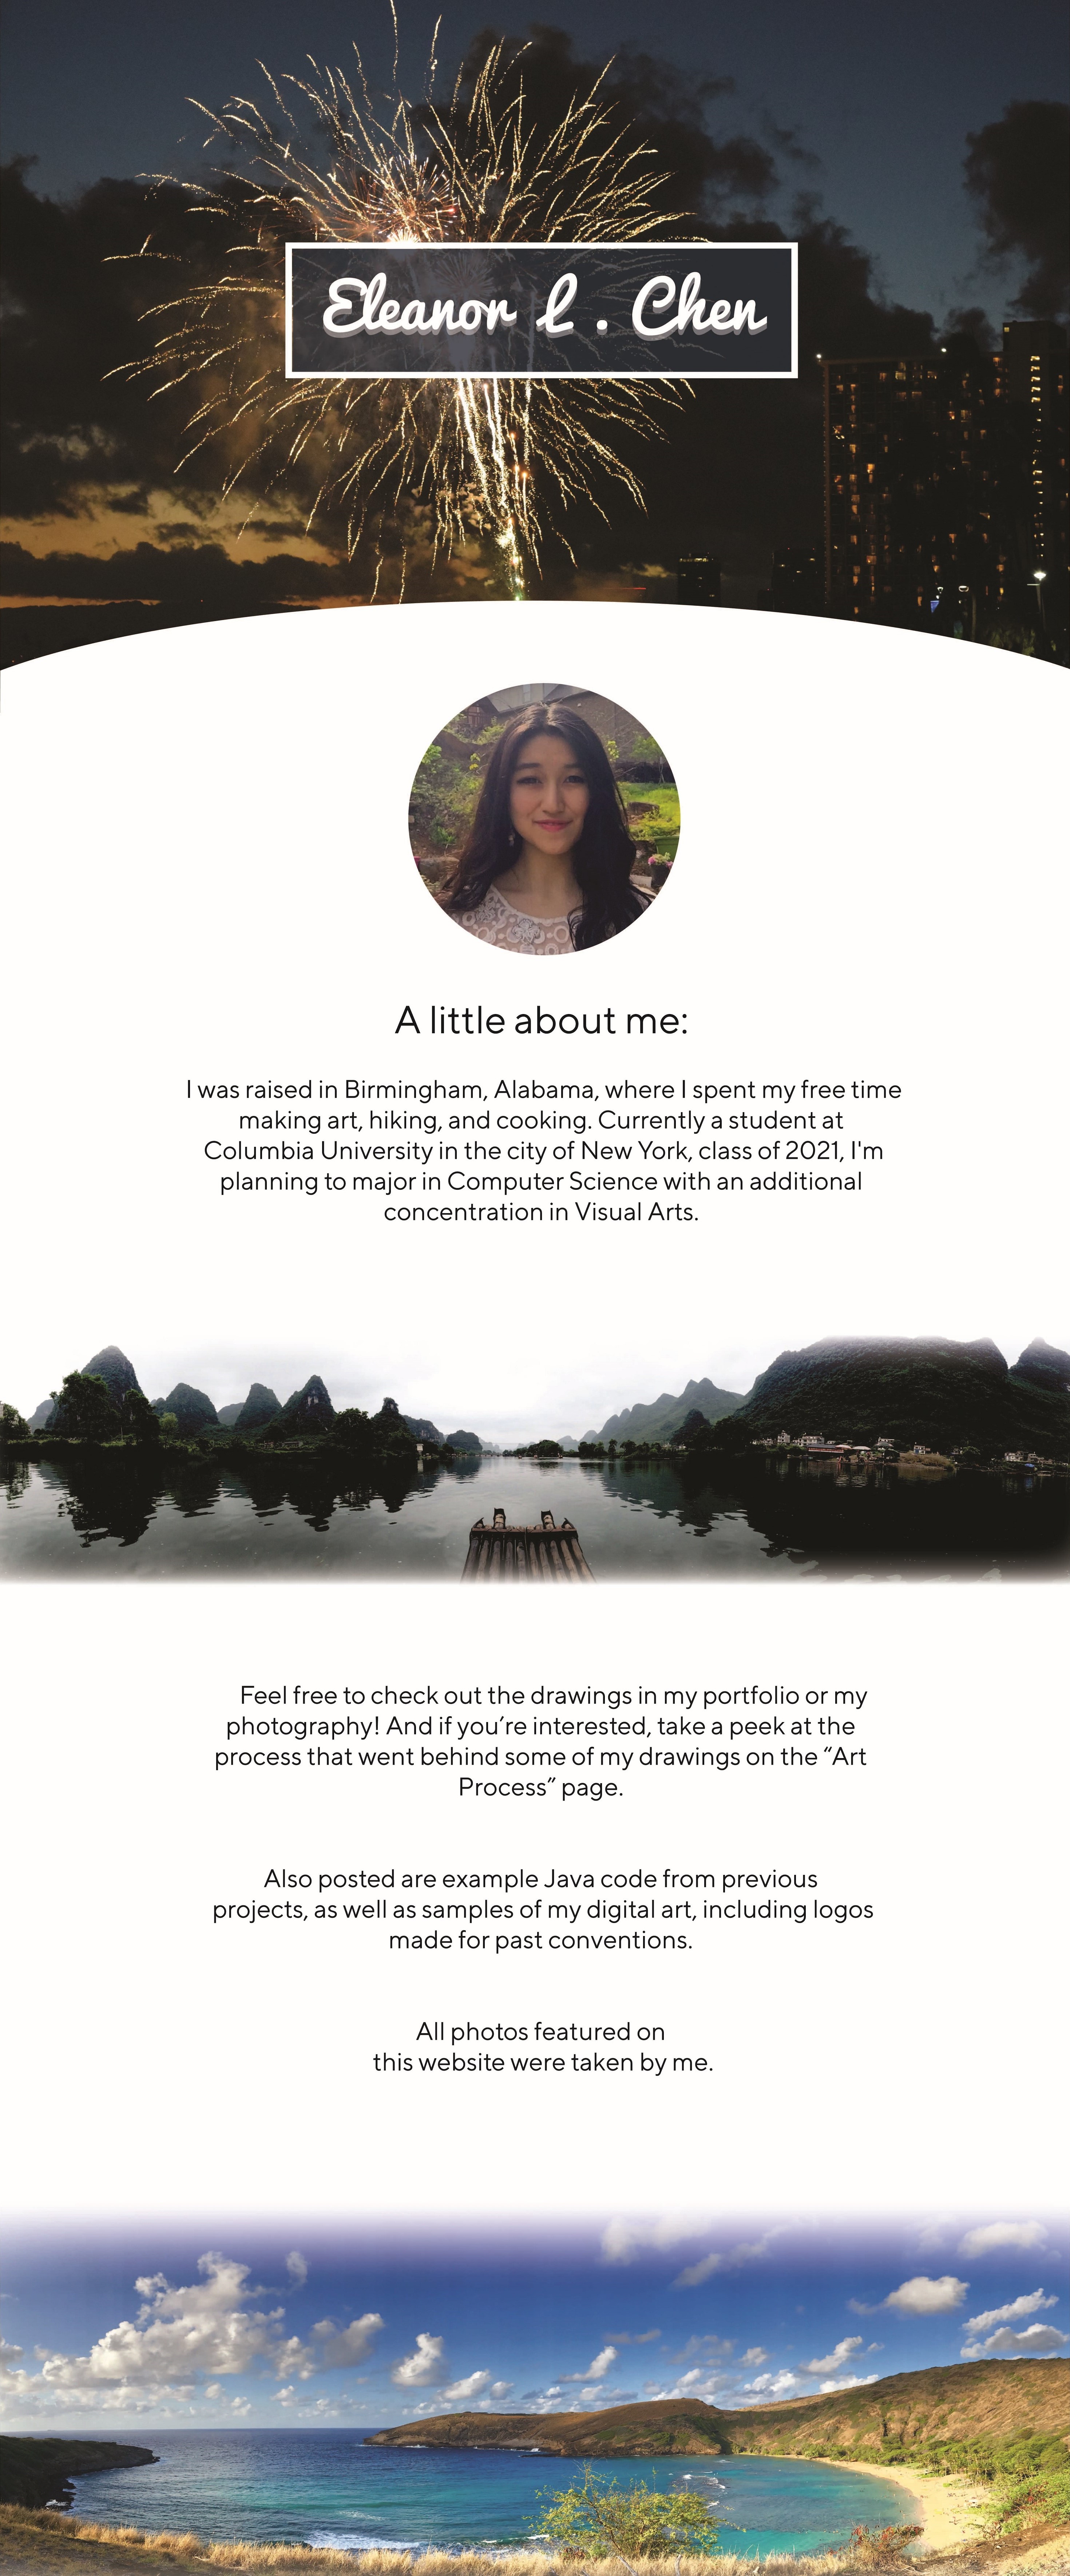 Eleanor L . Chen
A little about me:
I was raised in Birmingham, Alabama, where I spent my free time
making art, hiking, and cooking. Currently a student at
Columbia University in the city of New York, class of 2021, I'm
planning to major in Computer Science with an additional
concentration in Visual Arts.
Feel free to check out the drawings in my portfolio or my
photography! And if you’re interested, take a peek at the
process that went behind some of my drawings on the “Art
Process” page.
Also posted are example Java code from previous
projects, as well as samples of my digital art, including logos
made for past conventions.
All photos featured on
this website were taken by me.